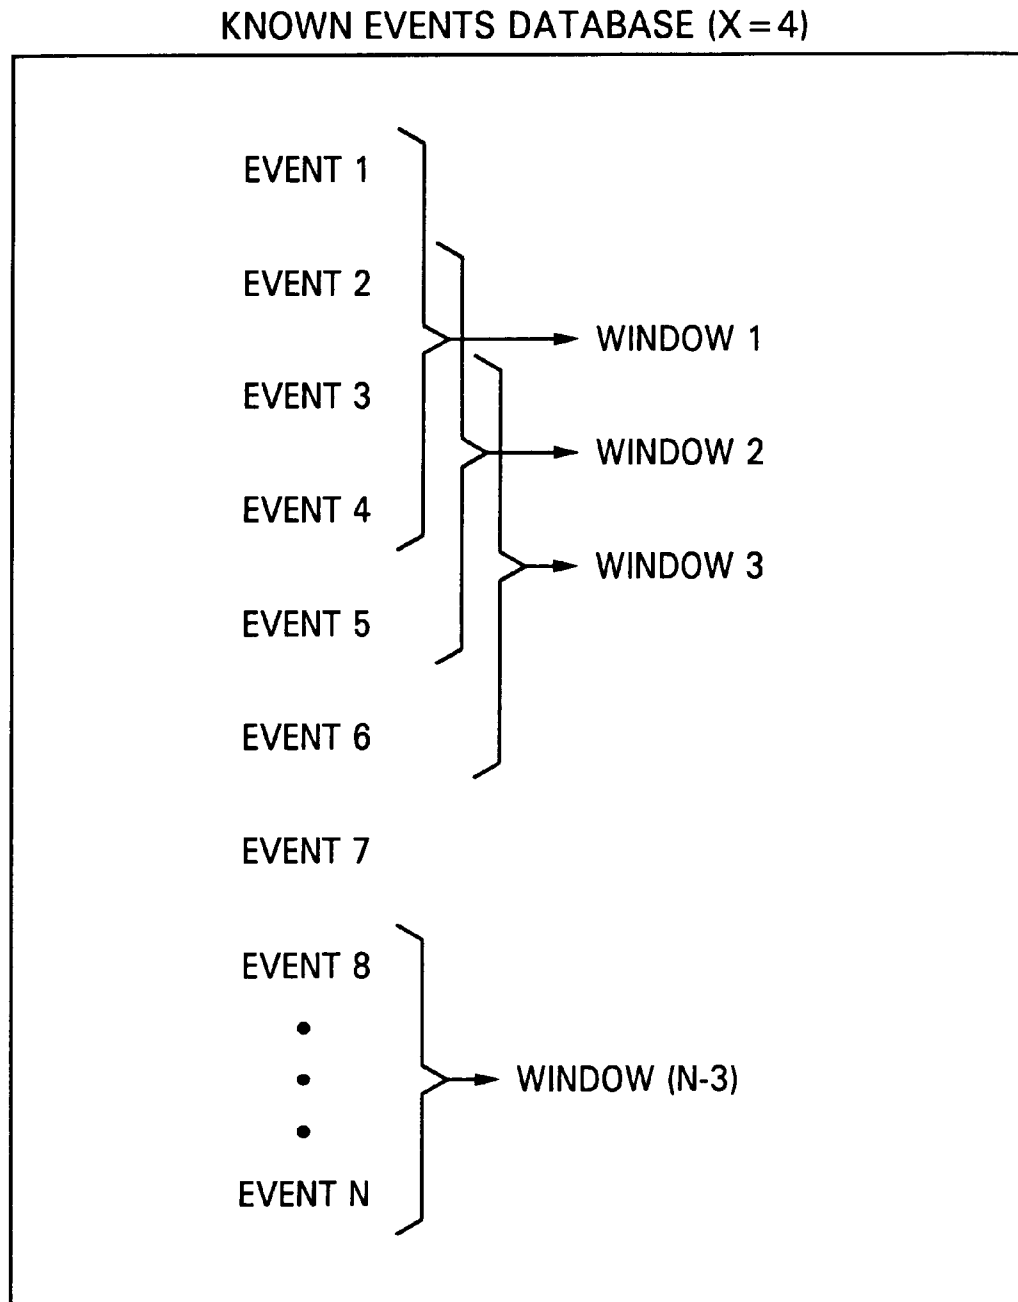 KNOWN EVENTS DATABASE (X=4)
EVENT 1
EVENT 2
WINDOW 1
EVENT 3
WINDOW 2
EVENT 4
WINDOW 3
EVENT 5
EVENT 6
EVENT 7
EVENT 8
WINDOW (N-3)
EVENT N